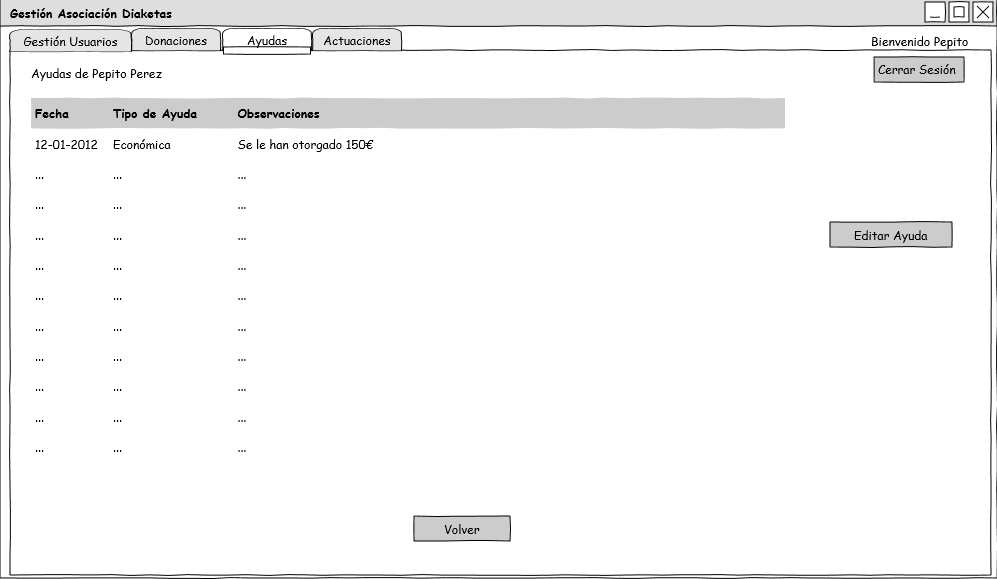 Gestión Asociación Diaketas
Gestión Usuarios Donaciones Ayudas Actuaciones Bienvenido Pepito
Ayudas de Pepito Perez Cerrar Sesión
Fecha Tipo de Ayuda Observaciones
12-01-2012 Económica Se le han otorgado 150€
... ... ...
... ... ...
... ... ... Editar Ayuda
... ... ...
... ... ...
... ... ...
... ... ...
... ... ...
... ... ...
... ... ...
Volver